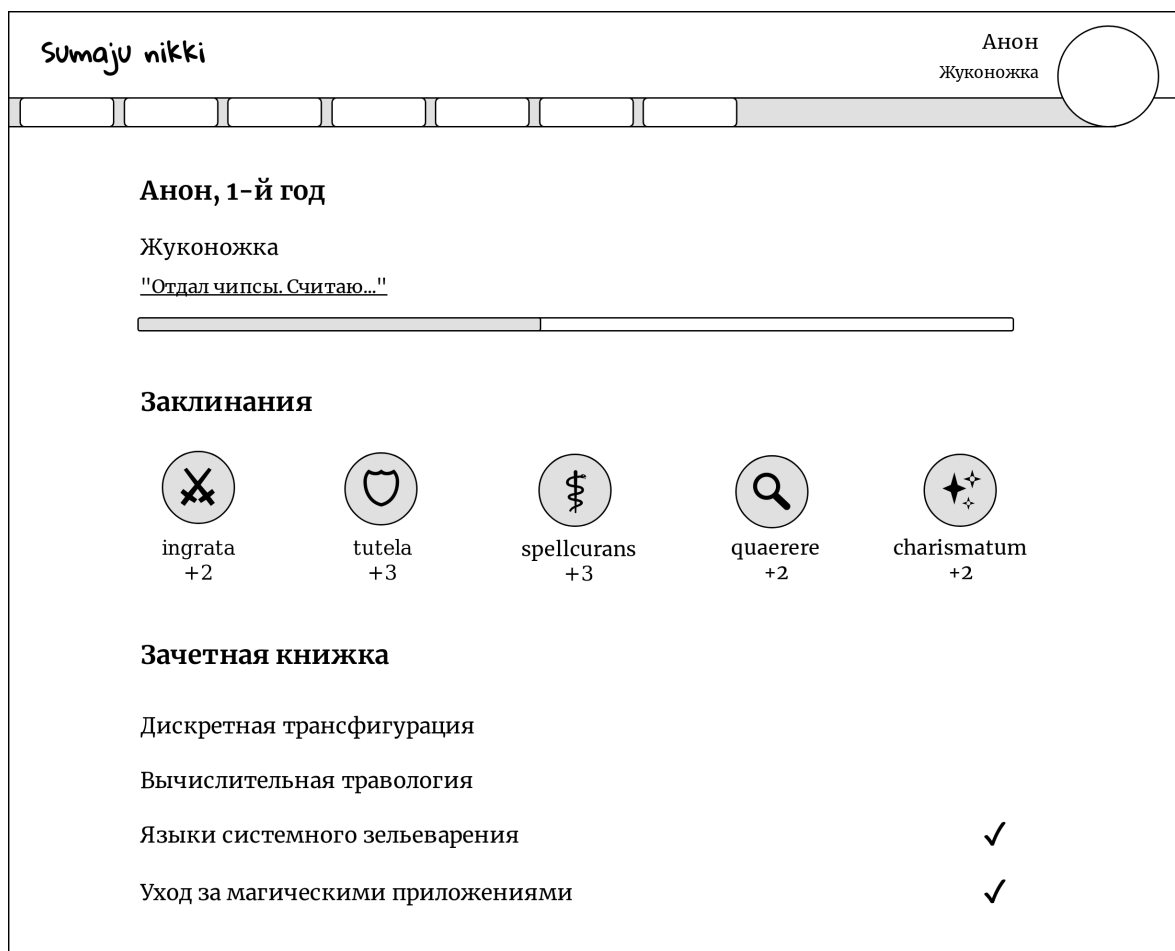 Sumaju nikki
Анон
Жуконожка
Анон, 1-й год
Жуконожка
"Отдал чипсы. Считаю..."
Заклинания
ingrata
+2
tutela
+3
spellcurans
+3
quaerere
+2
charismatum
+2
Зачетная книжка
Дискретная трансфигурация
Вычислительная травология
Языки системного зельеварения ✓
Уход за магическими приложениями ✓